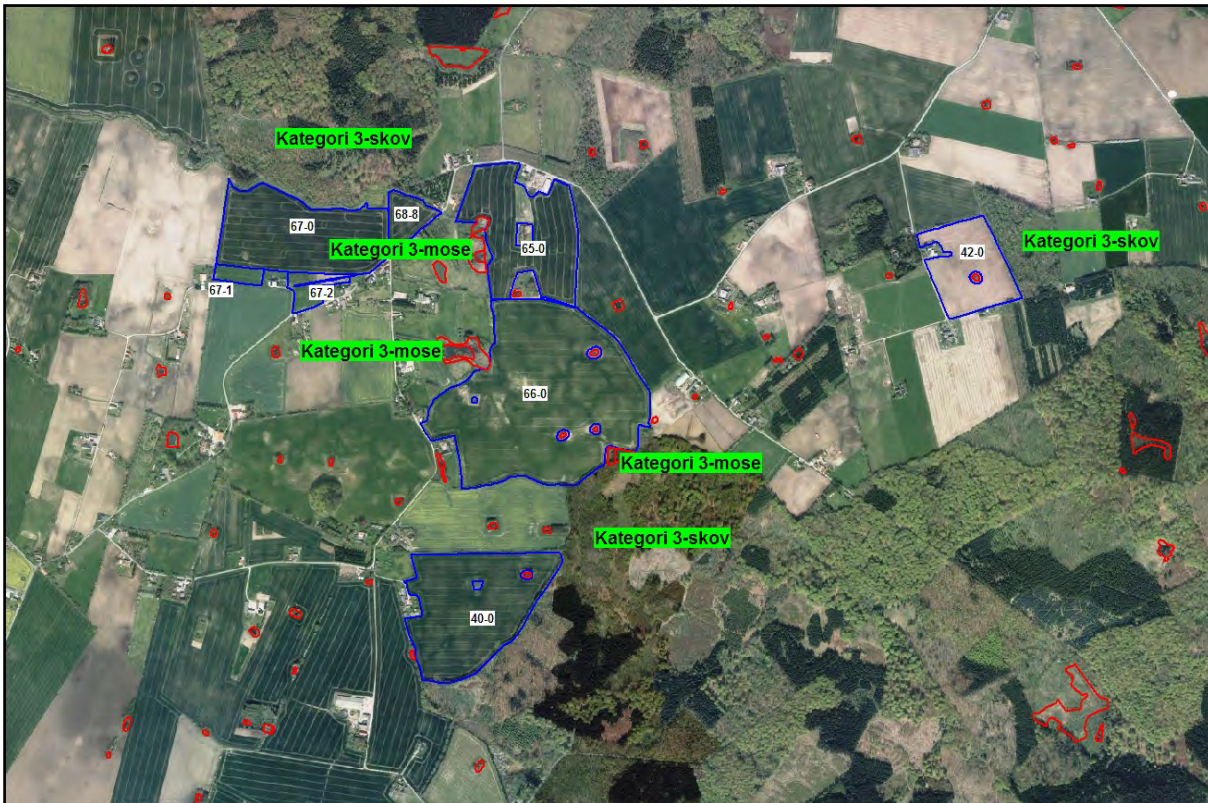 Kategori 3-skov
68-8
67-0
Kategori 3-mose
65-0
Kategori 3-skov
42-0
67-1
67-2
Kategori 3-mose
66-0
Kategori 3-mose
Kategori 3-skov
40-0